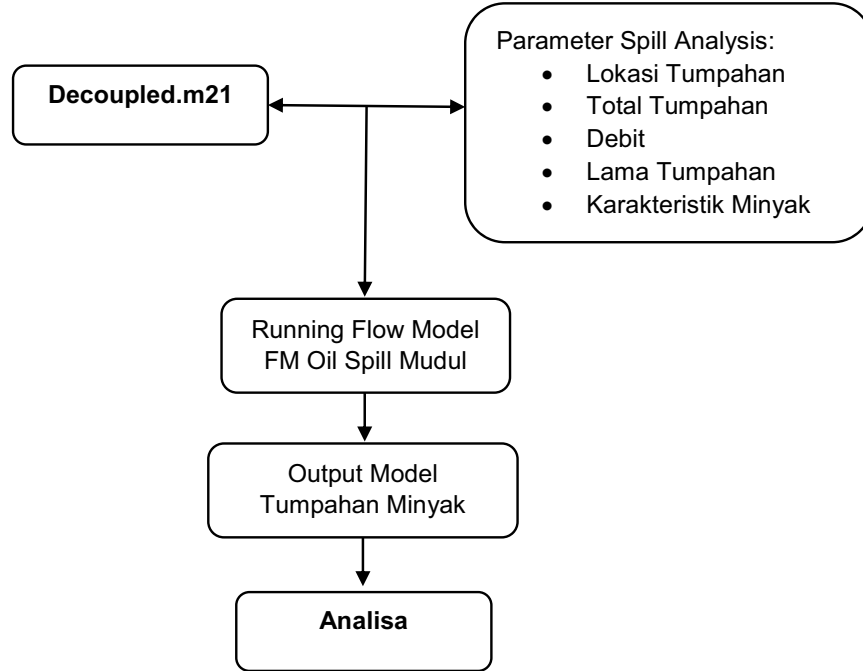 Decoupled.m21
Parameter Spill Analysis:
• Lokasi Tumpahan
• Total Tumpahan
• Debit
• Lama Tumpahan
• Karakteristik Minyak
Running Flow Model
FM Oil Spill Mudul
Output Model
Tumpahan Minyak
Analisa